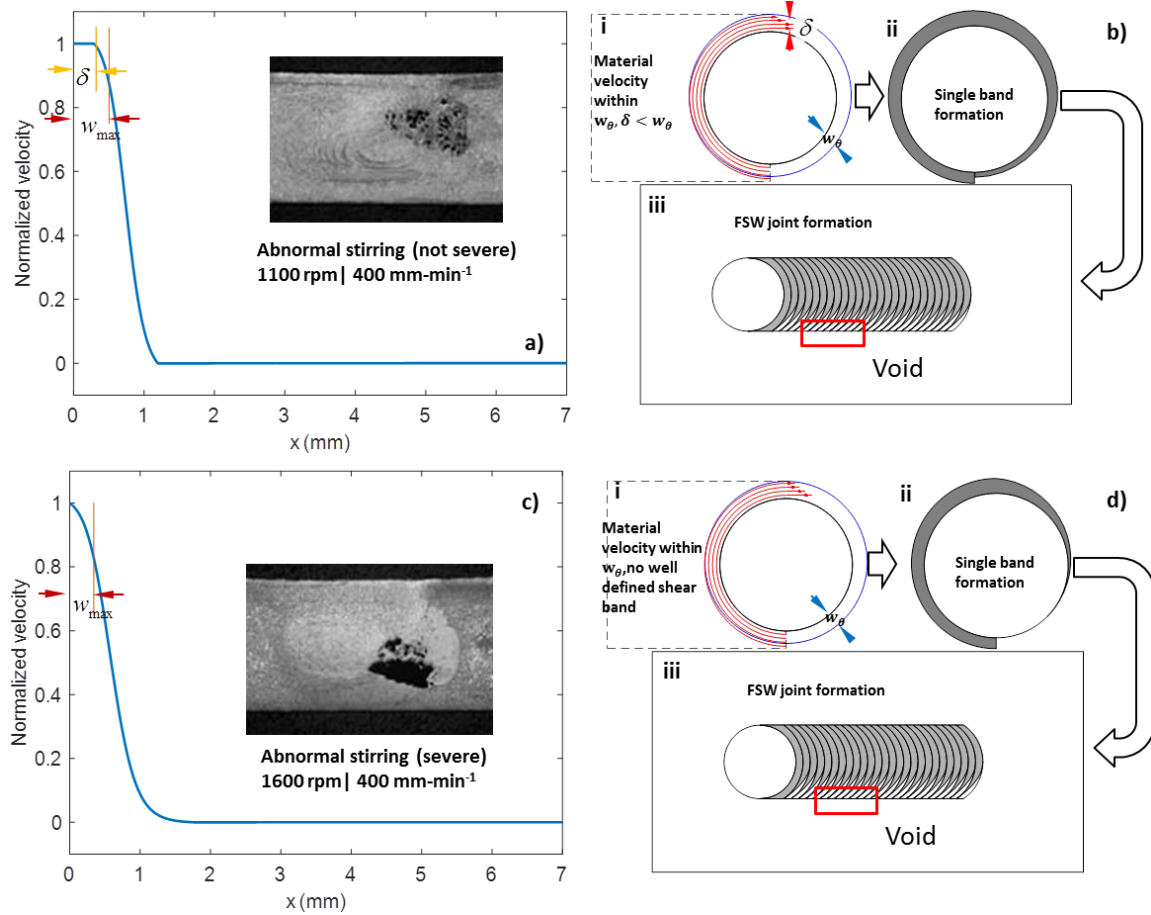 1
0.8
0.6
0.4
0.2
0
0
1
2
3
4
5
6
7
Normalized velocity
x (mm)
δ
w_max
Abnormal stirring (not severe)
1100 rpm| 400 mm-min⁻¹
a)
i
δ
Material
velocity
within
w_θ, δ < w_θ
w_θ
ii
b)
Single band
formation
iii
FSW joint formation
Void
1
0.8
0.6
0.4
0.2
0
0
1
2
3
4
5
6
7
Normalized velocity
x (mm)
w_max
Abnormal stirring (severe)
1600 rpm| 400 mm-min⁻¹
c)
i
Material
velocity within
w_θ,no well
defined shear
band
w_θ
ii
d)
Single band
formation
iii
FSW joint formation
Void